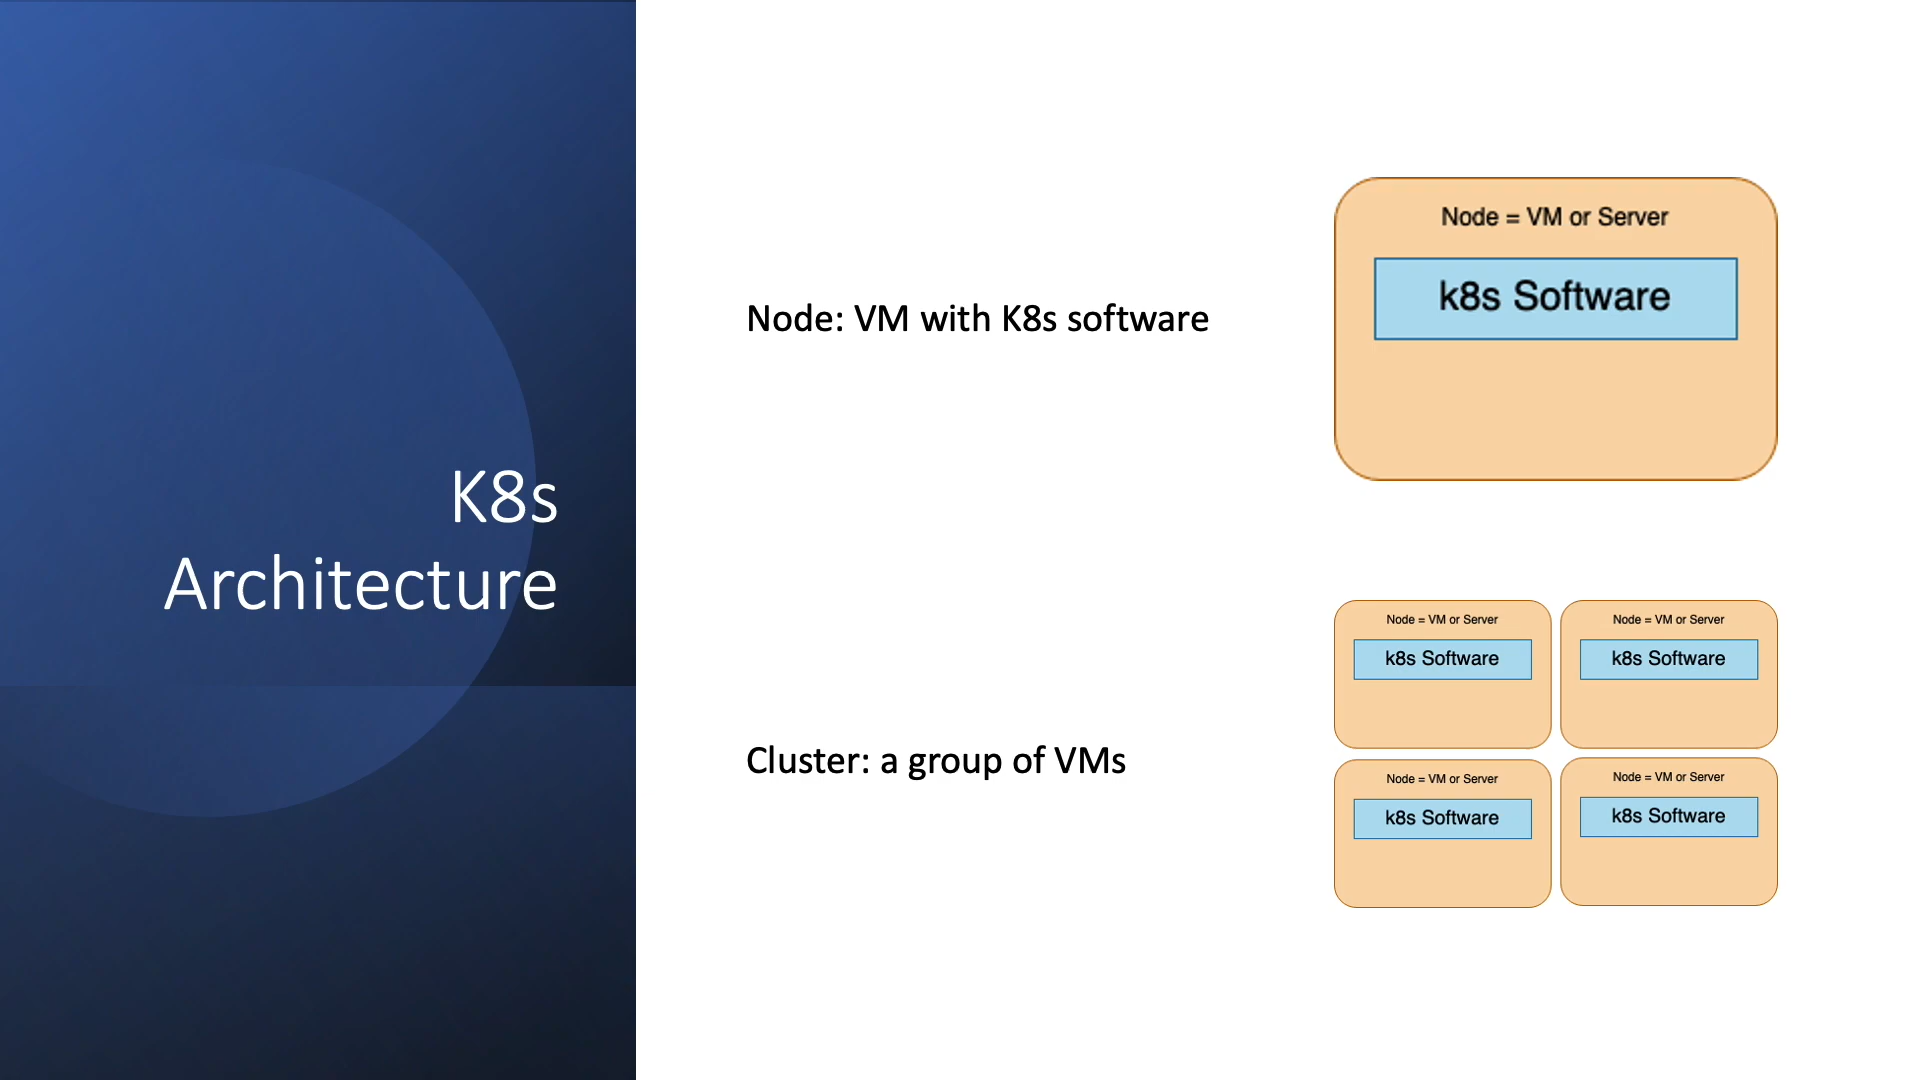 K8s
Architecture
Node: VM with K8s software
Node = VM or Server
k8s Software
Cluster: a group of VMs
Node = VM or Server
k8s Software
Node = VM or Server
k8s Software
Node = VM or Server
k8s Software
Node = VM or Server
k8s Software